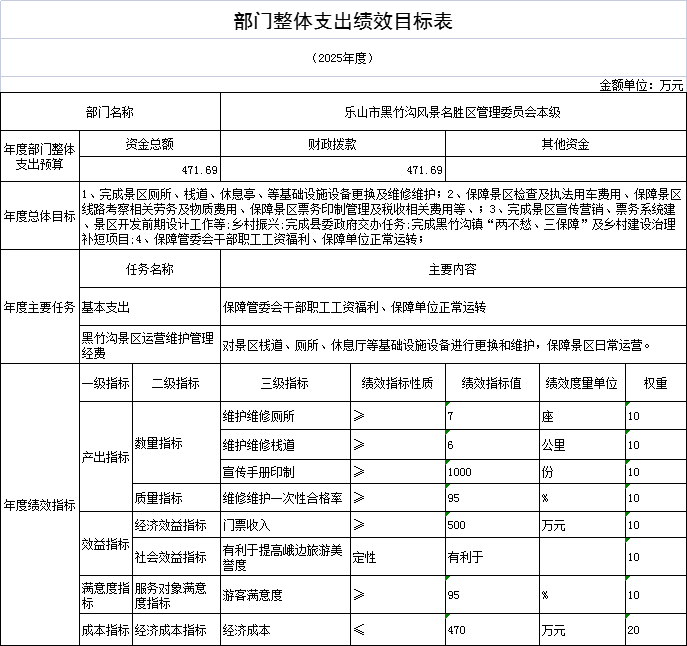 部门整体支出绩效目标表
（2025年度）
金额单位：万元
部门名称 乐山市黑竹沟风景名胜区管理委员会本级
年度部门整体支出预算 资金总额 财政拨款 其他资金
471.69 471.69
年度总体目标
1、完成景区厕所、栈道、休息亭、等基础设施设备更换及维修维护；2、保障景区检查及执法用车费用、保障景区
线路考察相关劳务及物质费用、保障景区票务印制管理及税收相关费用等、；3、完成景区宣传营销、票务系统建
、景区开发前期设计工作等;乡村振兴;完成县委政府交办任务;完成黑竹沟镇“两不愁、三保障”及乡村建设治理
补短项目;4、保障管委会干部职工工资福利、保障单位正常运转；
年度主要任务
任务名称 主要内容
基本支出 保障管委会干部职工工资福利、保障单位正常运转
黑竹沟景区运营维护管理
经费
对景区栈道、厕所、休息厅等基础设施设备进行更换和维护，保障景区日常运营。
年度绩效指标
一级指标 二级指标 三级指标 绩效指标性质 绩效指标值 绩效度量单位 权重
产出指标 数量指标 维护维修厕所 ≥ 7 座 10
维护维修栈道 ≥ 6 公里 10
宣传手册印制 ≥ 1000 份 10
质量指标 维修维护一次性合格率 ≥ 95 % 10
效益指标 经济效益指标 门票收入 ≥ 500 万元 10
社会效益指标 有利于提高峨边旅游美
誉度 定性 有利于 10
满意度指
标 服务对象满意
度指标 游客满意度 ≥ 95 % 10
成本指标 经济成本指标 经济成本 ≤ 470 万元 20